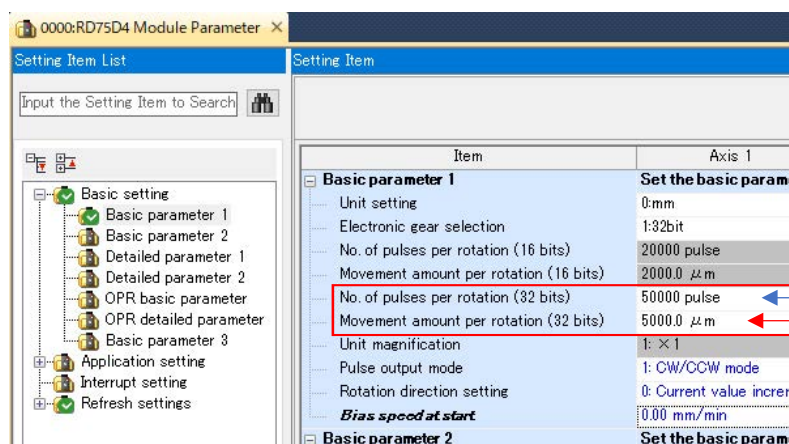 0000:RD75D4 Module Parameter ×
Setting Item List
Setting Item
Input the Setting Item to Search
Basic setting
Basic parameter 1
Basic parameter 2
Detailed parameter 1
Detailed parameter 2
OPR basic parameter
OPR detailed parameter
Basic parameter 3
Application setting
Interrupt setting
Refresh settings
Item Axis 1
Basic parameter 1 Set the basic param
Unit setting 0:mm
Electronic gear selection 1:32bit
No. of pulses per rotation (16 bits) 20000 pulse
Movement amount per rotation (16 bits) 2000.0 μm
No. of pulses per rotation (32 bits) 50000 pulse
Movement amount per rotation (32 bits) 5000.0 μm
Unit magnification 1: ×1
Pulse output mode 1: CW/CCW mode
Rotation direction setting 0: Current value increr
Bias speed at start 0.00 mm/min
Basic parameter 2 Set the basic param